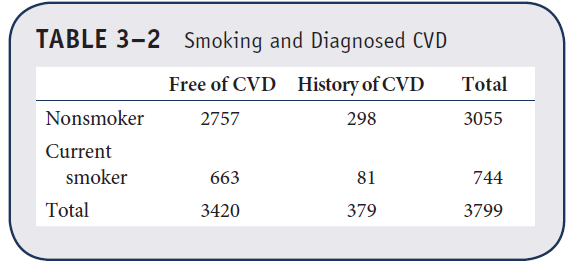 TABLE 3–2 Smoking and Diagnosed CVD
Free of CVD History of CVD Total
Nonsmoker 2757 298 3055
Current
smoker 663 81 744
Total 3420 379 3799